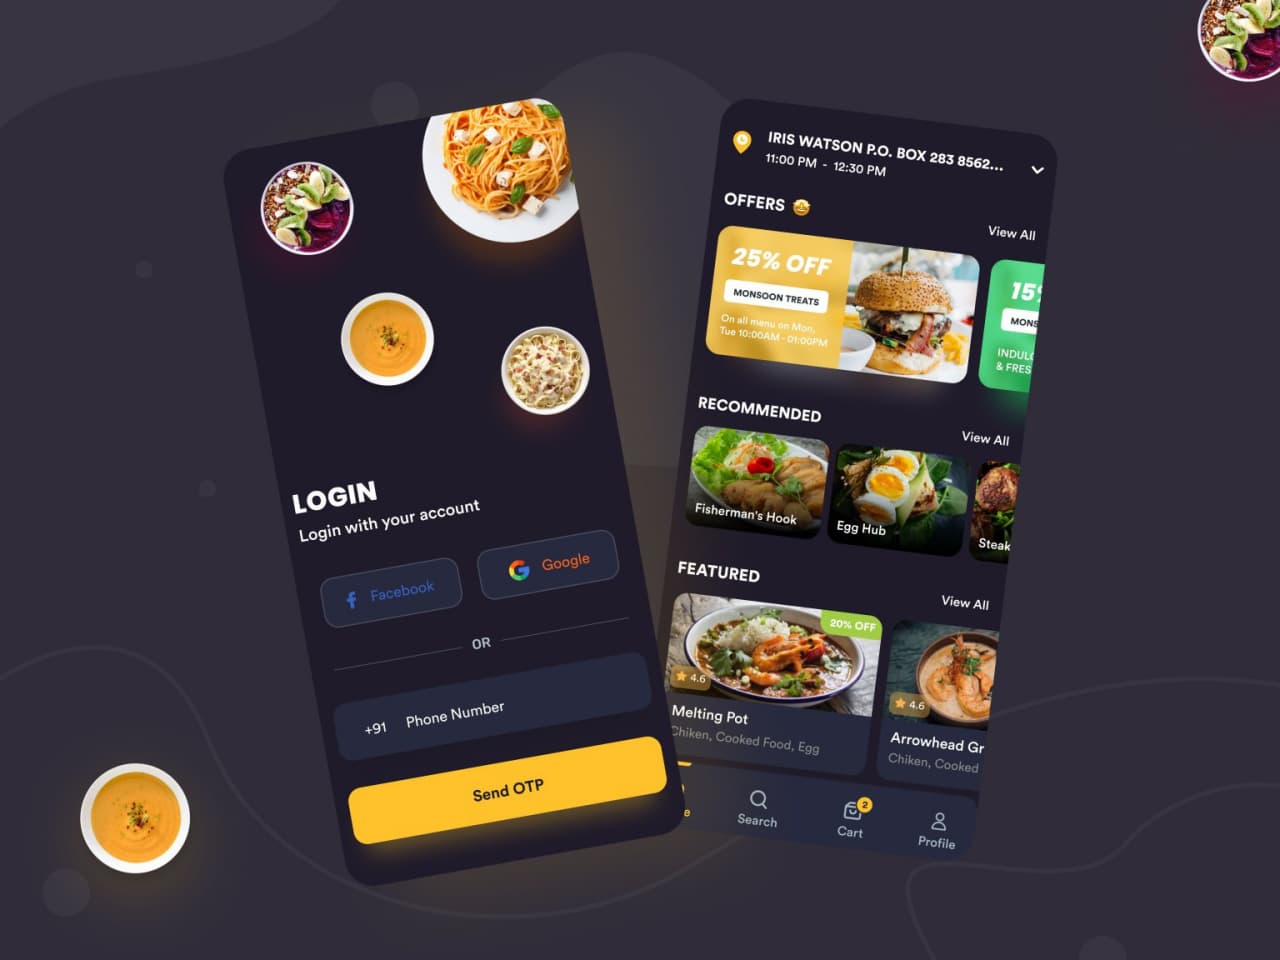 LOGIN
Login with your account
Facebook
Google
OR
+91 Phone Number
Send OTP
IRIS WATSON P.O. BOX 283 8562...
11:00 PM - 12:30 PM
OFFERS
View All
25% OFF
MONSOON TREATS
On all menu on Mon,
Tue 10:00AM - 01:00PM
15%
MONS
INDULG
& FRES
RECOMMENDED
View All
Fisherman's Hook
Egg Hub
Steak
FEATURED
View All
20% OFF
4.6
Melting Pot
Chiken, Cooked Food, Egg
4.6
Arrowhead Gr
Chiken, Cooked
Search
2
Cart
Profile